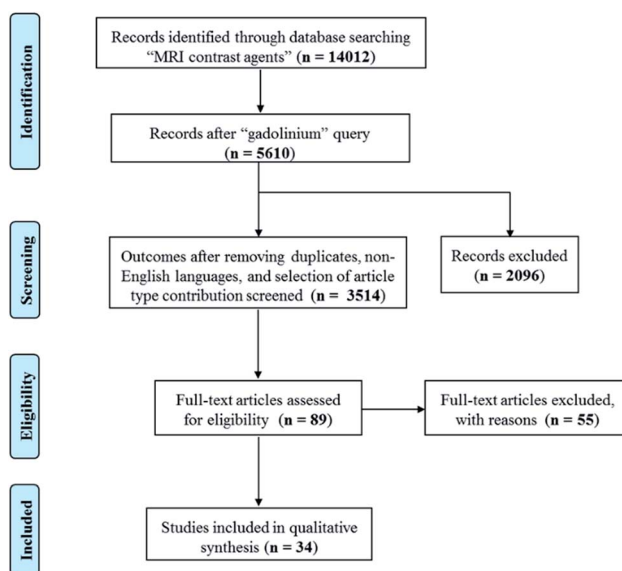 Identification
Records identified through database searching
“MRI contrast agents” (n = 14012)
Records after “gadolinium” query
(n = 5610)
Screening
Outcomes after removing duplicates, non-
English languages, and selection of article
type contribution screened (n = 3514)
Records excluded
(n = 2096)
Eligibility
Full-text articles assessed
for eligibility (n = 89)
Full-text articles excluded,
with reasons (n = 55)
Included
Studies included in qualitative
synthesis (n = 34)